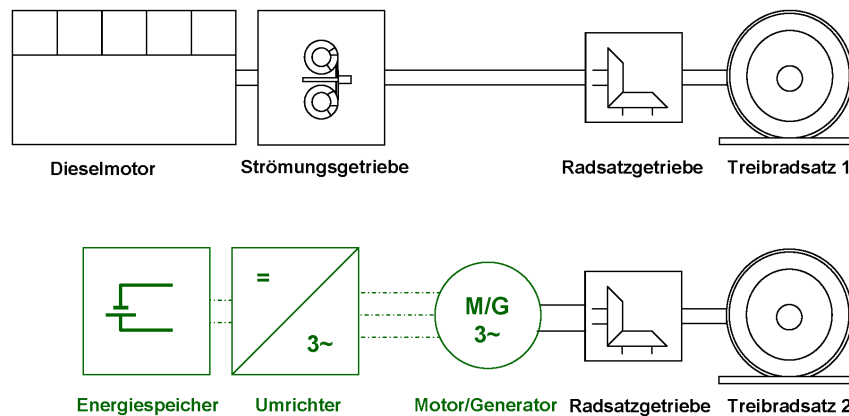 Dieselmotor
Strömungsgetriebe
Radsatzgetriebe
Treibradsatz 1
=
3~
M/G
3~
Energiespeicher
Umrichter
Motor/Generator
Radsatzgetriebe
Treibradsatz 2